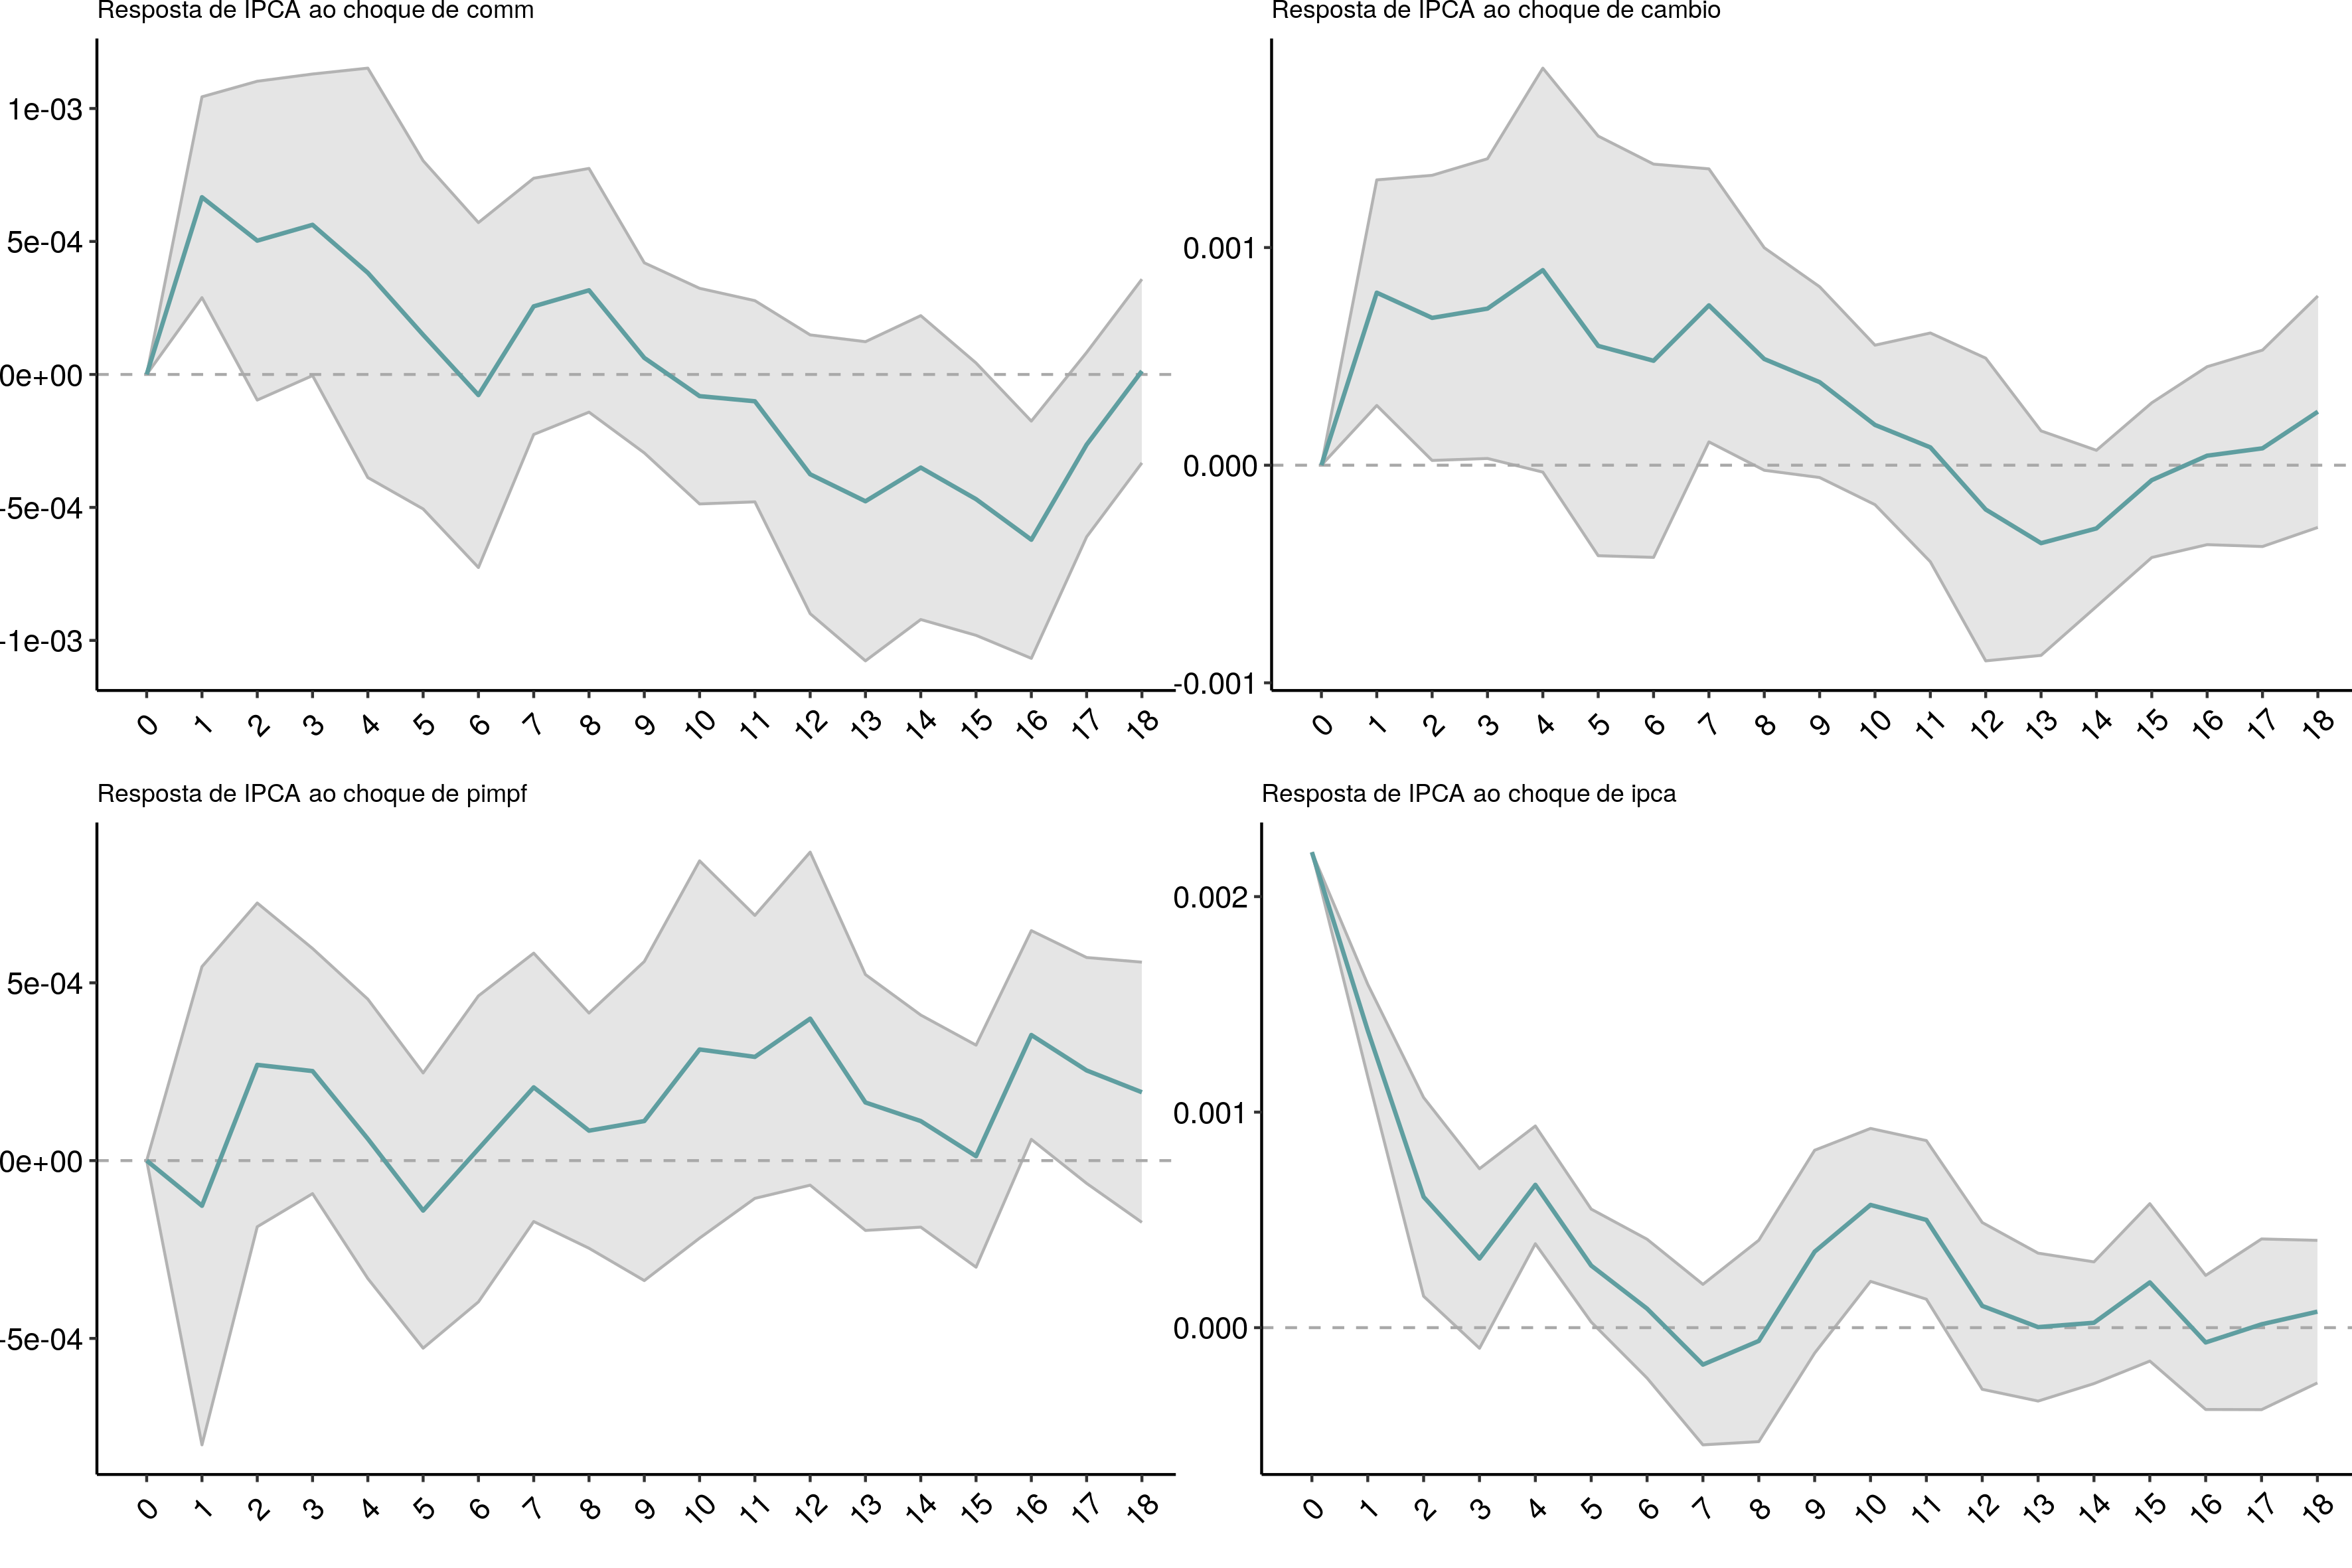 Resposta de IPCA ao choque de comm
1e-03
5e-04
0e+00
-5e-04
-1e-03
0 1 2 3 4 5 6 7 8 9 10 11 12 13 14 15 16 17 18
Resposta de IPCA ao choque de cambio
0.001
0.000
-0.001
0 1 2 3 4 5 6 7 8 9 10 11 12 13 14 15 16 17 18
Resposta de IPCA ao choque de pimpf
5e-04
0e+00
-5e-04
0 1 2 3 4 5 6 7 8 9 10 11 12 13 14 15 16 17 18
Resposta de IPCA ao choque de ipca
0.002
0.001
0.000
0 1 2 3 4 5 6 7 8 9 10 11 12 13 14 15 16 17 18